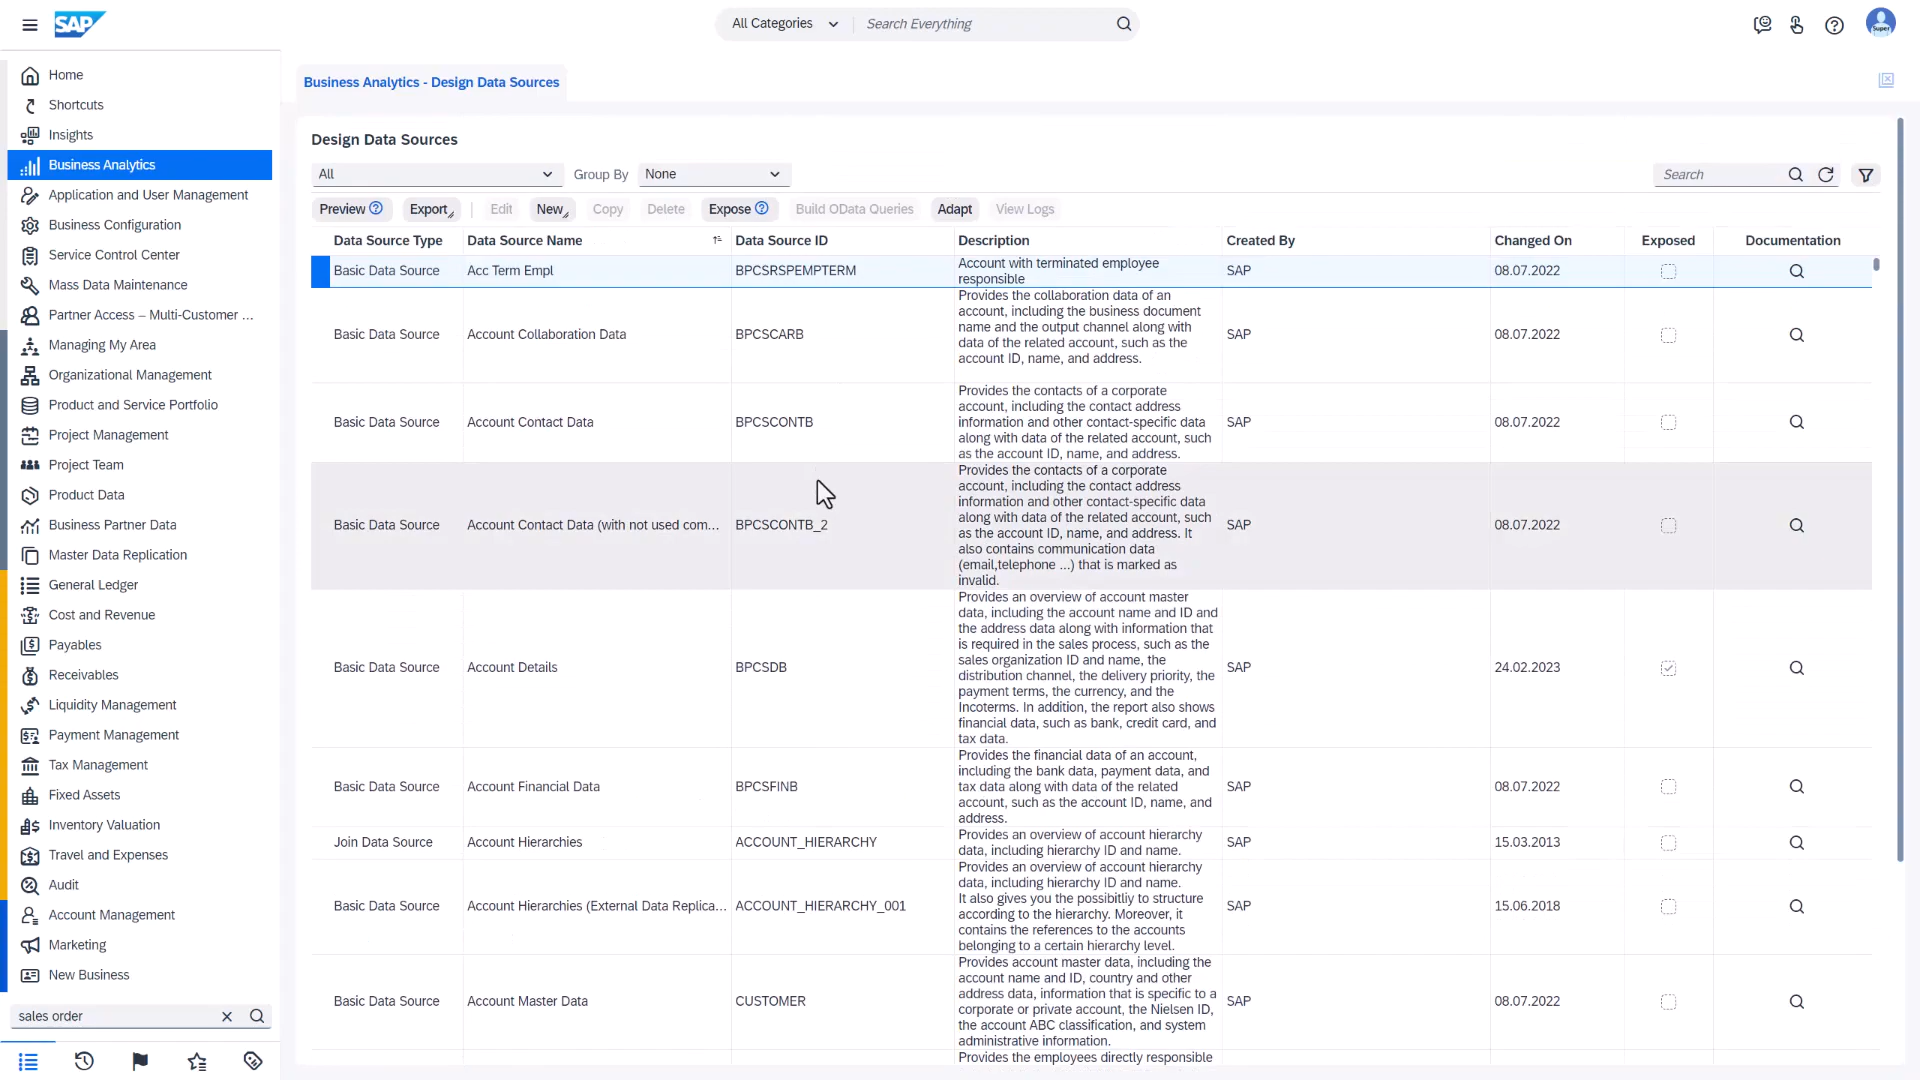 SAP
All Categories
Search Everything
Super
Home
Shortcuts
Insights
Business Analytics
Application and User Management
Business Configuration
Service Control Center
Mass Data Maintenance
Partner Access – Multi-Customer ...
Managing My Area
Organizational Management
Product and Service Portfolio
Project Management
Project Team
Product Data
Business Partner Data
Master Data Replication
General Ledger
Cost and Revenue
Payables
Receivables
Liquidity Management
Payment Management
Tax Management
Fixed Assets
Inventory Valuation
Travel and Expenses
Audit
Account Management
Marketing
New Business
sales order
Business Analytics - Design Data Sources
Design Data Sources
All Group By None Search
Preview Export Edit New Copy Delete Expose Build OData Queries Adapt View Logs
Data Source Type Data Source Name Data Source ID Description Created By Changed On Exposed Documentation
Basic Data Source Acc Term Empl BPCSRSPEMPTERM
Account with terminated employee
responsible
SAP 08.07.2022
Basic Data Source Account Collaboration Data BPCSCARB
Provides the collaboration data of an
account, including the business document
name and the output channel along with
data of the related account, such as the
account ID, name, and address.
SAP 08.07.2022
Basic Data Source Account Contact Data BPCSCONTB
Provides the contacts of a corporate
account, including the contact address
information and other contact-specific data
along with data of the related account, such
as the account ID, name, and address.
SAP 08.07.2022
Basic Data Source Account Contact Data (with not used com... BPCSCONTB_2
Provides the contacts of a corporate
account, including the contact address
information and other contact-specific data
along with data of the related account, such
as the account ID, name, and address. It
also contains communication data
(email,telephone ...) that is marked as
invalid.
SAP 08.07.2022
Basic Data Source Account Details BPCSDB
Provides an overview of account master
data, including the account name and ID and
the address data along with information that
is required in the sales process, such as the
sales organization ID and name, the
distribution channel, the delivery priority, the
payment terms, the currency, and the
Incoterms. In addition, the report also shows
financial data, such as bank, credit card, and
tax data.
SAP 24.02.2023
Basic Data Source Account Financial Data BPCSFINB
Provides the financial data of an account,
including the bank data, payment data, and
tax data along with data of the related
account, such as the account ID, name, and
address.
SAP 08.07.2022
Join Data Source Account Hierarchies ACCOUNT_HIERARCHY
Provides an overview of account hierarchy
data, including hierarchy ID and name.
SAP 15.03.2013
Basic Data Source Account Hierarchies (External Data Replica... ACCOUNT_HIERARCHY_001
Provides an overview of account hierarchy
data, including hierarchy ID and name.
It also gives you the possibitliy to structure
according to the hierarchy. Moreover, it
contains the references to the accounts
belonging to a certain hierarchy level.
SAP 15.06.2018
Basic Data Source Account Master Data CUSTOMER
Provides account master data, including the
account name and ID, country and other
address data, information that is specific to a
corporate or private account, the Nielsen ID,
the account ABC classification, and system
administrative information.
SAP 08.07.2022
Provides the employees directly responsible